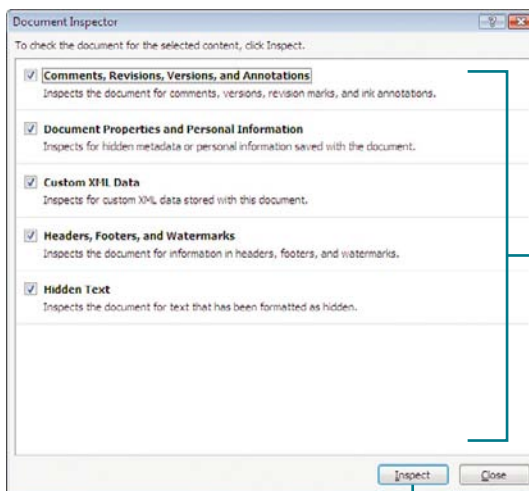 Document Inspector
To check the document for the selected content, click Inspect.
Comments, Revisions, Versions, and Annotations
Inspects the document for comments, versions, revision marks, and ink annotations.
Document Properties and Personal Information
Inspects for hidden metadata or personal information saved with the document.
Custom XML Data
Inspects for custom XML data stored with this document.
Headers, Footers, and Watermarks
Inspects the document for information in headers, footers, and watermarks.
Hidden Text
Inspects the document for text that has been formatted as hidden.
Inspect Close